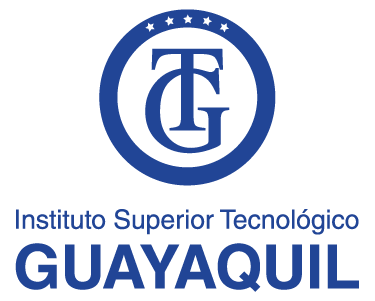 TG
Instituto Superior Tecnológico
GUAYAQUIL